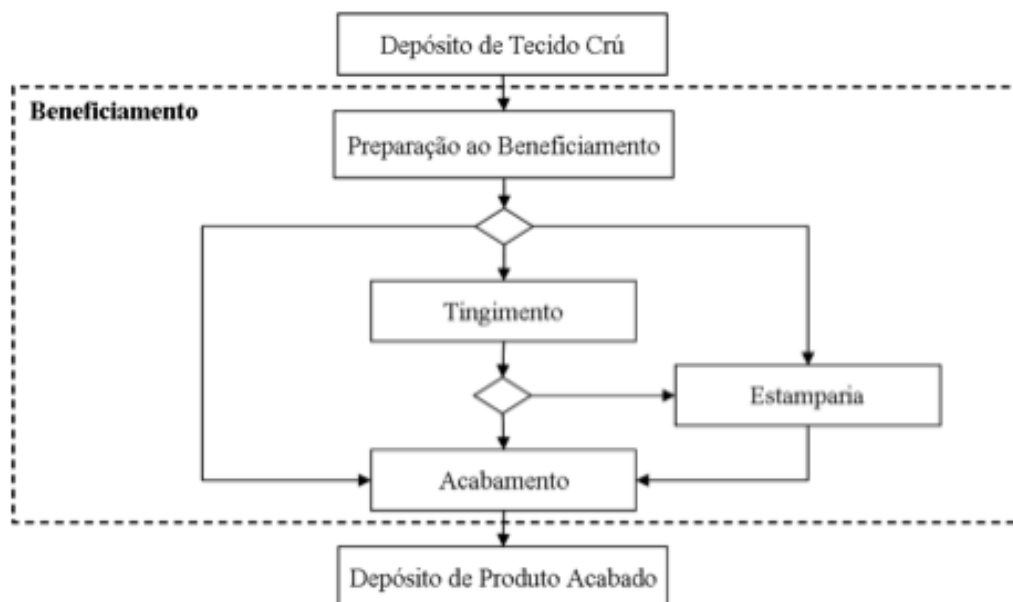 Depósito de Tecido Crú
Beneficiamento
Preparação ao Beneficiamento
Tingimento
Estamparia
Acabamento
Depósito de Produto Acabado